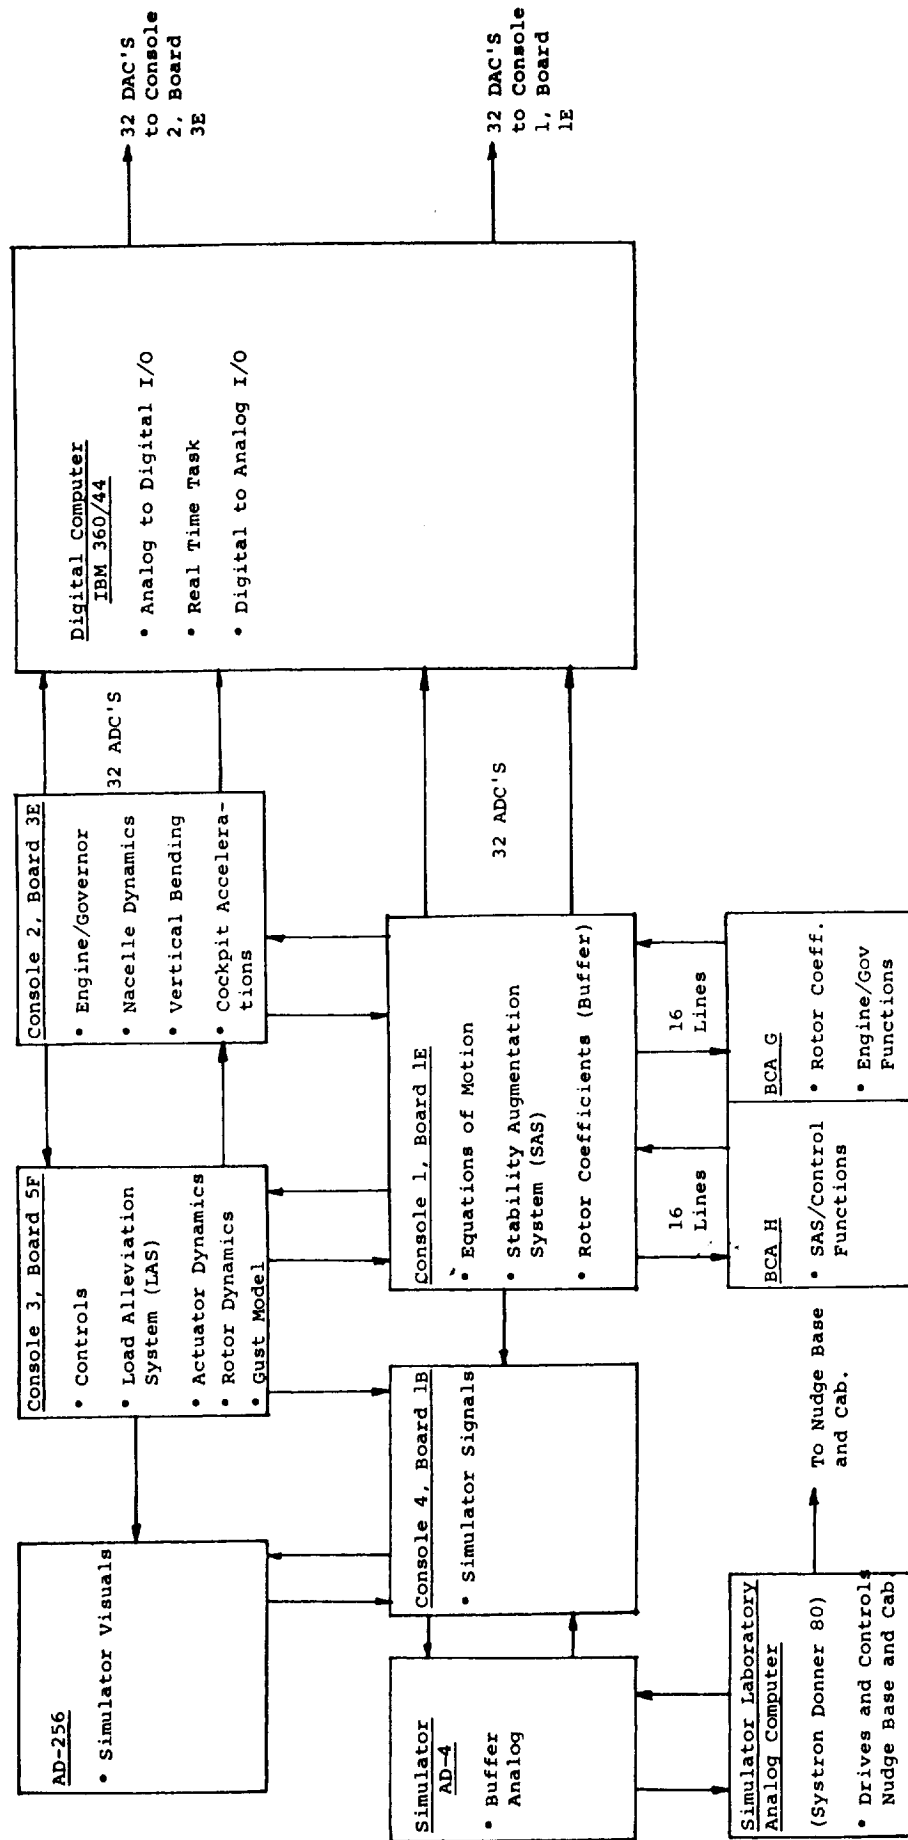 AD-256
• Simulator Visuals
Console 3, Board 5F
• Controls
• Load Alleviation
System (LAS)
• Actuator Dynamics
• Rotor Dynamics
• Gust Model
Console 2, Board 3E
• Engine/Governor
• Nacelle Dynamics
• Vertical Bending
• Cockpit Accelera-
tions
32 ADC'S
Digital Computer
IBM 360/44
• Analog to Digital I/O
• Real Time Task
• Digital to Analog I/O
32 DAC'S
to Console
2, Board
3E
32 DAC'S
to Console
1, Board
1E
Simulator
AD-4
• Buffer
Analog
Console 4, Board 1B
• Simulator Signals
Console 1, Board 1E
• Equations of Motion
• Stability Augmentation
System (SAS)
• Rotor Coefficients (Buffer)
32 ADC'S
16
Lines
16
Lines
Simulator Laboratory
Analog Computer
(Systron Donner 80)
• Drives and Controls
Nudge Base and Cab.
To Nudge Base
and Cab.
BCA H
• SAS/Control
Functions
BCA G
• Rotor Coeff.
• Engine/Gov
Functions